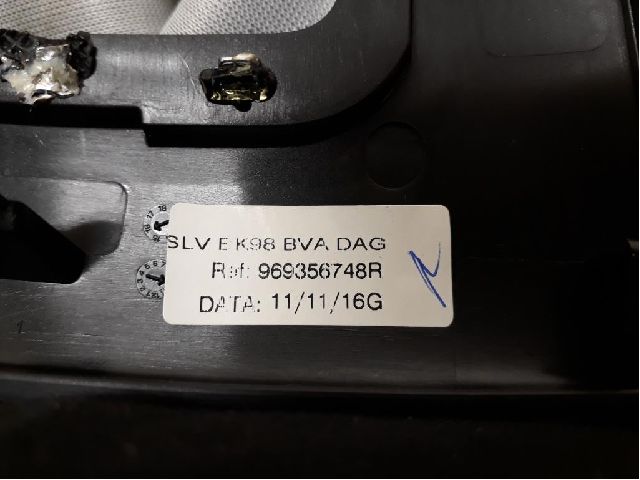 SLV E K98 BVA DAG
Ref: 969356748R
DATA: 11/11/16G